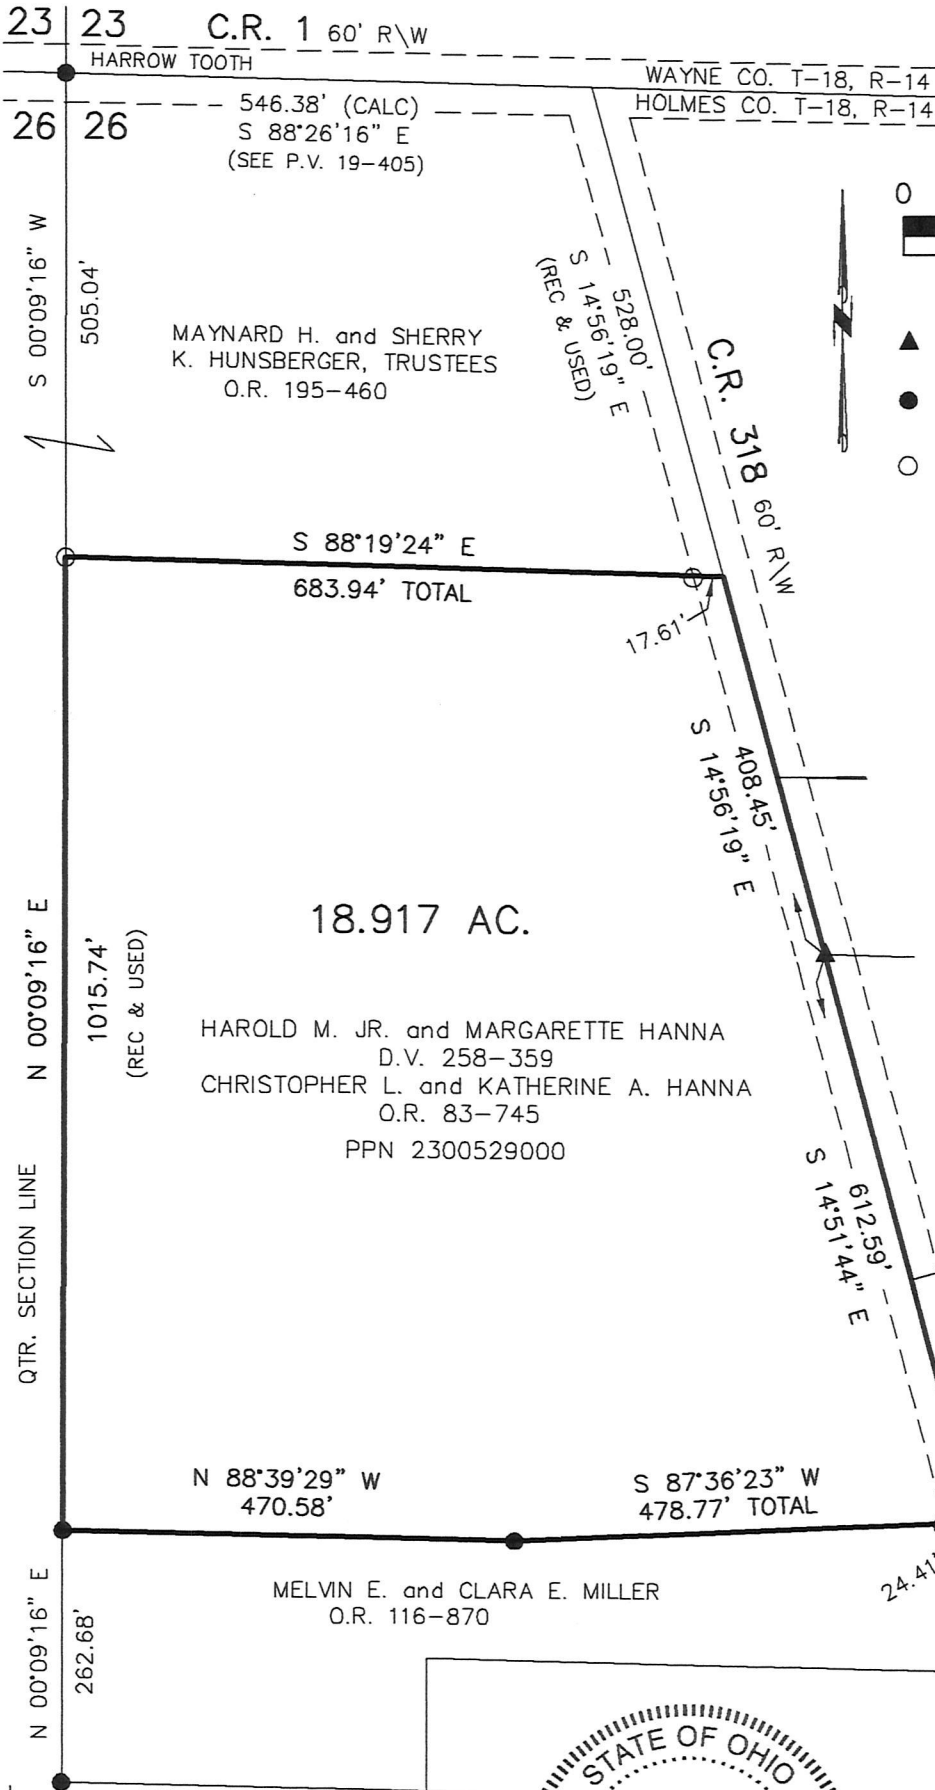 23 23 C.R. 1 60' R\W
HARROW TOOTH
WAYNE CO. T-18, R-14
HOLMES CO. T-18, R-14
26 26
546.38' (CALC)
S 88°26'16" E
(SEE P.V. 19-405)
0
S 00°09'16" W
505.04'
MAYNARD H. and SHERRY
K. HUNSBERGER, TRUSTEES
O.R. 195-460
528.00'
S 14°56'19" E
(REC & USED)
C.R. 318 60' R\W
S 88°19'24" E
683.94' TOTAL
17.61'
408.45'
S 14°56'19" E
18.917 AC.
N 00°09'16" E
1015.74'
(REC & USED)
HAROLD M. JR. and MARGARETTE HANNA
D.V. 258-359
CHRISTOPHER L. and KATHERINE A. HANNA
O.R. 83-745
PPN 2300529000
612.59'
S 14°51'44" E
QTR. SECTION LINE
N 88°39'29" W
470.58'
S 87°36'23" W
478.77' TOTAL
24.41'
MELVIN E. and CLARA E. MILLER
O.R. 116-870
N 00°09'16" E
262.68'
STATE OF OHIO